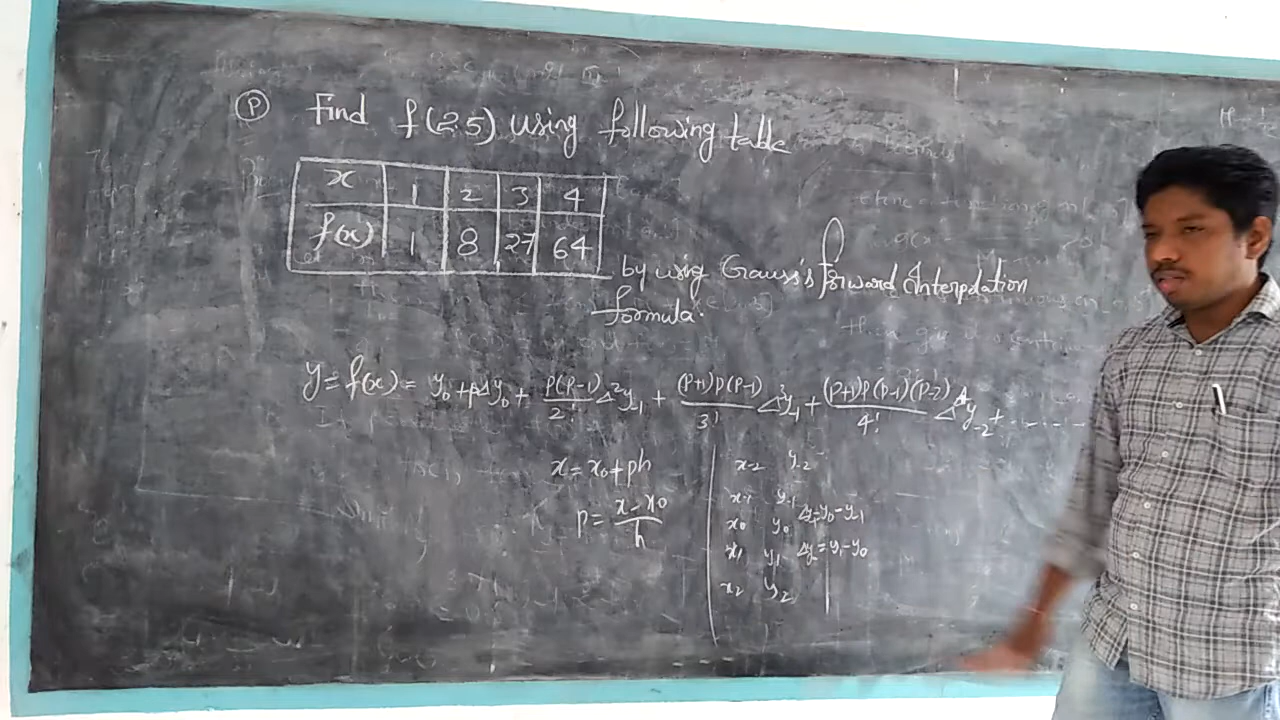 Ⓟ Find f(2.5) using following table
x 1 2 3 4
f(x) 1 8 27 64
by using Gauss's forward Interpolation
formula.
y = f(x) = y₀ + pΔy₀ + p(p-1)/2! Δ²y₋₁ + (p+1)p(p-1)/3! Δ³y₋₁ + (p+1)p(p-1)(p-2)/4! Δ⁴y₋₂ + ......
x = x₀ + ph
p = (x - x₀)/h
x₋₂ y₋₂
x₋₁ y₋₁
Δy₋₁ = y₀ - y₋₁
x₀ y₀
Δy₀ = y₁ - y₀
x₁ y₁
x₂ y₂